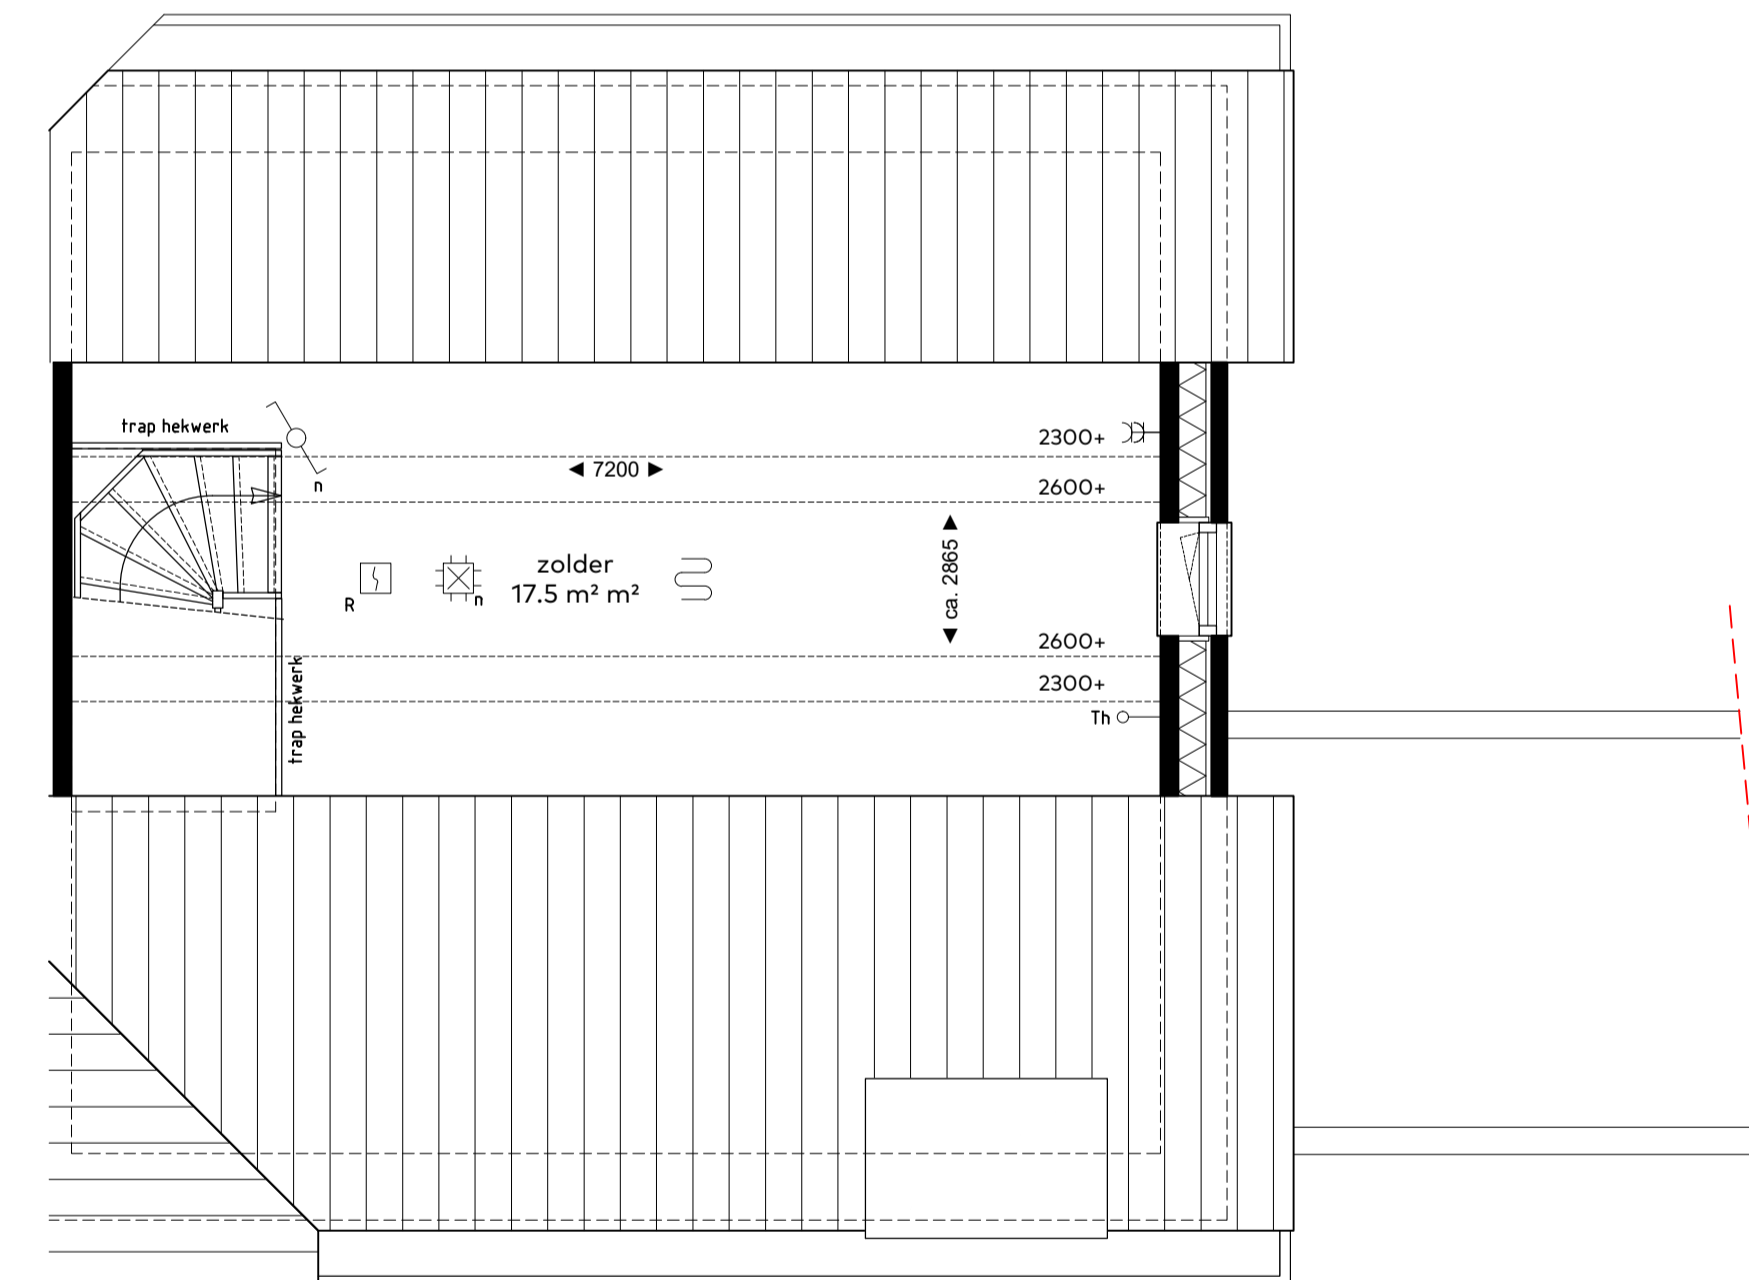 trap hekwerk
n
◄ 7200 ►
2300+
2600+
zolder
17.5 m² m²
R
n
◄ ca. 2865 ►
2600+
2300+
trap hekwerk
Th